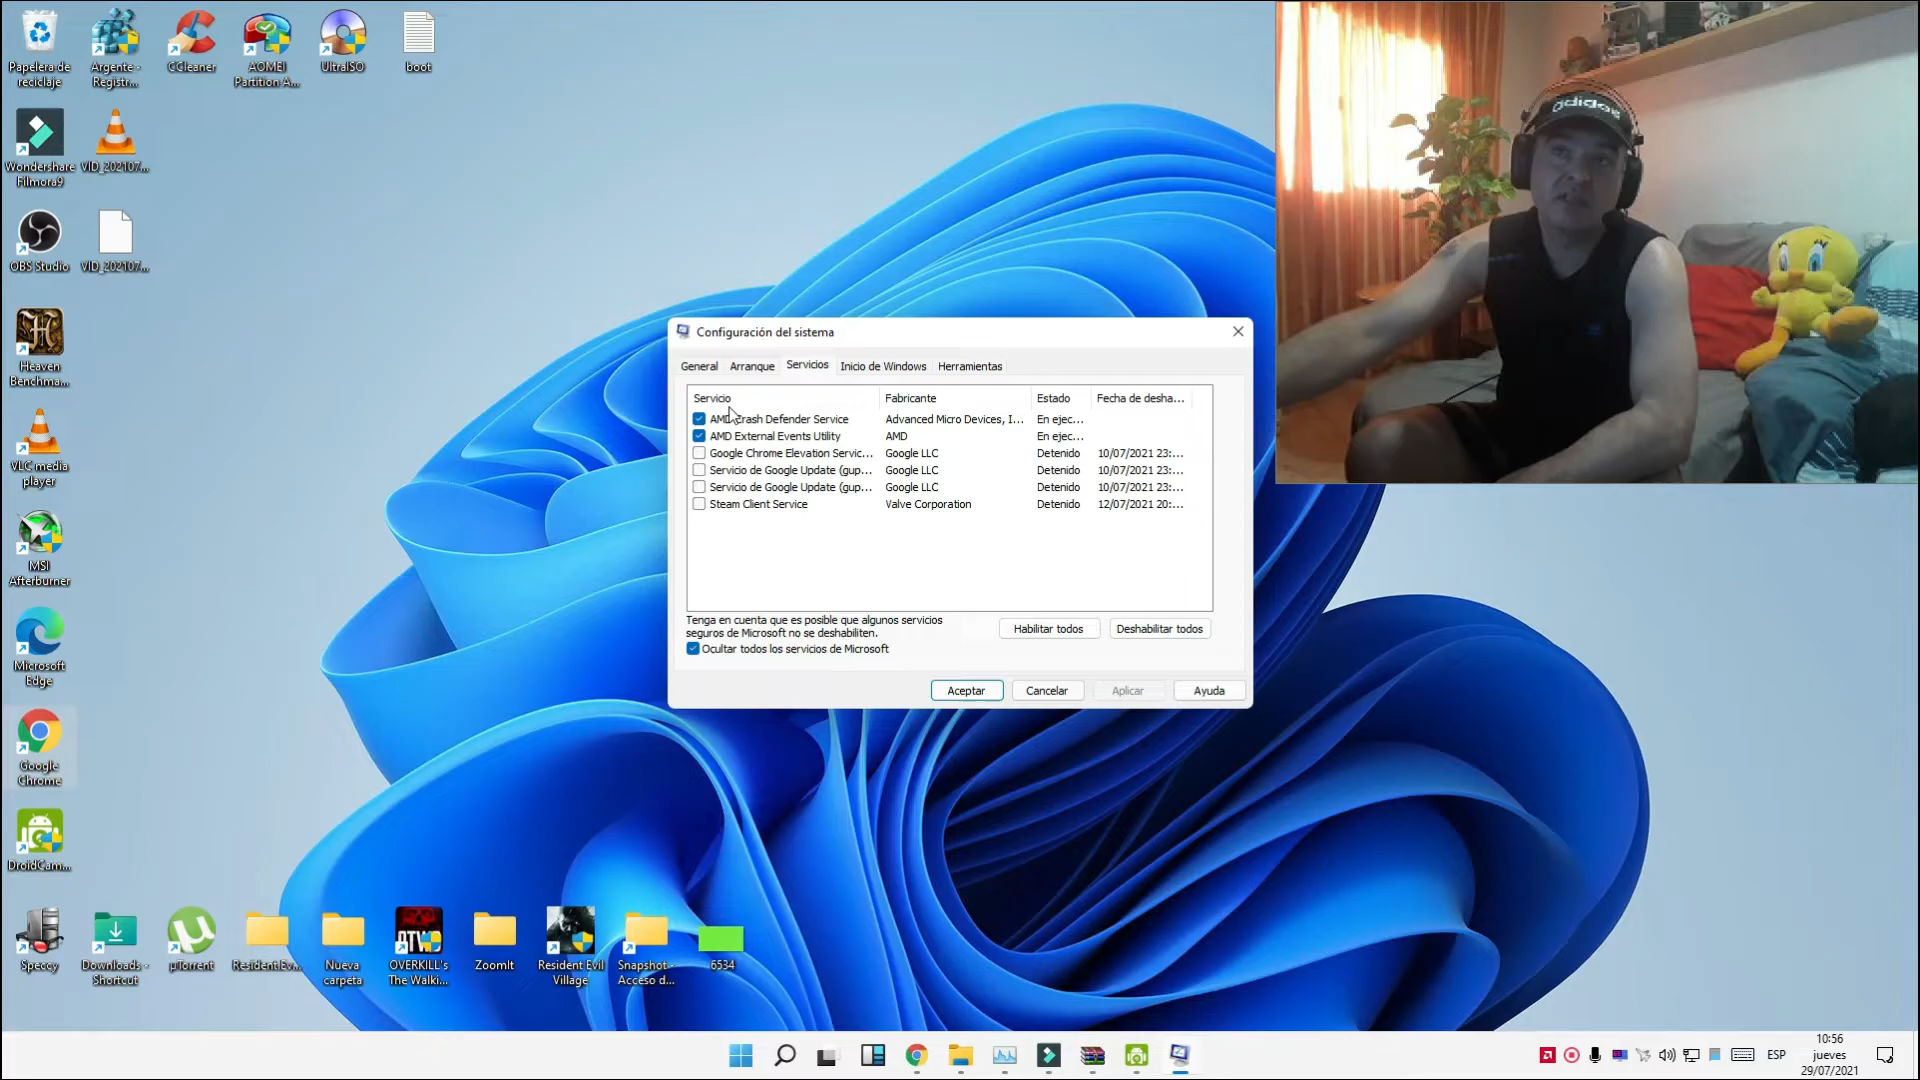 Papelera de
reciclaje
Argente -
Registr...
CCleaner
AOMEI
Partition A...
UltraISO
boot
Wondershare
Filmora9
VID_202107...
OBS Studio
VID_202107...
Heaven
Benchma...
VLC media
player
MSI
Afterburner
Microsoft
Edge
Google
Chrome
DroidCam...
Speccy
Downloads -
Shortcut
µTorrent
Resident Ev...
Nueva
carpeta
OVERKILL's
The Walki...
ZoomIt
Resident Evil
Village
Snapshot -
Acceso d...
6534
adidas
Configuración del sistema
General Arranque Servicios Inicio de Windows Herramientas
Servicio Fabricante Estado Fecha de desha...
AMD Crash Defender Service Advanced Micro Devices, I... En ejec...
AMD External Events Utility AMD En ejec...
Google Chrome Elevation Servic... Google LLC Detenido 10/07/2021 23:...
Servicio de Google Update (gup... Google LLC Detenido 10/07/2021 23:...
Servicio de Google Update (gup... Google LLC Detenido 10/07/2021 23:...
Steam Client Service Valve Corporation Detenido 12/07/2021 20:...
Tenga en cuenta que es posible que algunos servicios
seguros de Microsoft no se deshabiliten.
Habilitar todos Deshabilitar todos
Ocultar todos los servicios de Microsoft
Aceptar Cancelar Aplicar Ayuda
ESP
10:56
jueves
29/07/2021